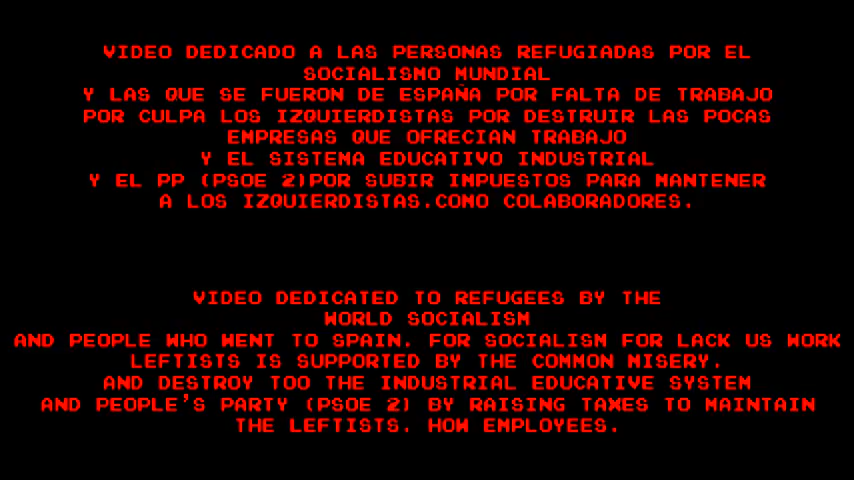 VIDEO DEDICADO A LAS PERSONAS REFUGIADAS POR EL
SOCIALISMO MUNDIAL
Y LAS QUE SE FUERON DE ESPAÑA POR FALTA DE TRABAJO
POR CULPA LOS IZQUIERDISTAS POR DESTRUIR LAS POCAS
EMPRESAS QUE OFRECIAN TRABAJO
Y EL SISTEMA EDUCATIVO INDUSTRIAL
Y EL PP (PSOE 2)POR SUBIR IMPUESTOS PARA MANTENER
A LOS IZQUIERDISTAS.COMO COLABORADORES.
VIDEO DEDICATED TO REFUGEES BY THE
WORLD SOCIALISM
AND PEOPLE WHO WENT TO SPAIN. FOR SOCIALISM FOR LACK US WORK
LEFTISTS IS SUPPORTED BY THE COMMON MISERY.
AND DESTROY TOO THE INDUSTRIAL EDUCATIVE SYSTEM
AND PEOPLE'S PARTY (PSOE 2) BY RAISING TAXES TO MAINTAIN
THE LEFTISTS. HOW EMPLOYEES.